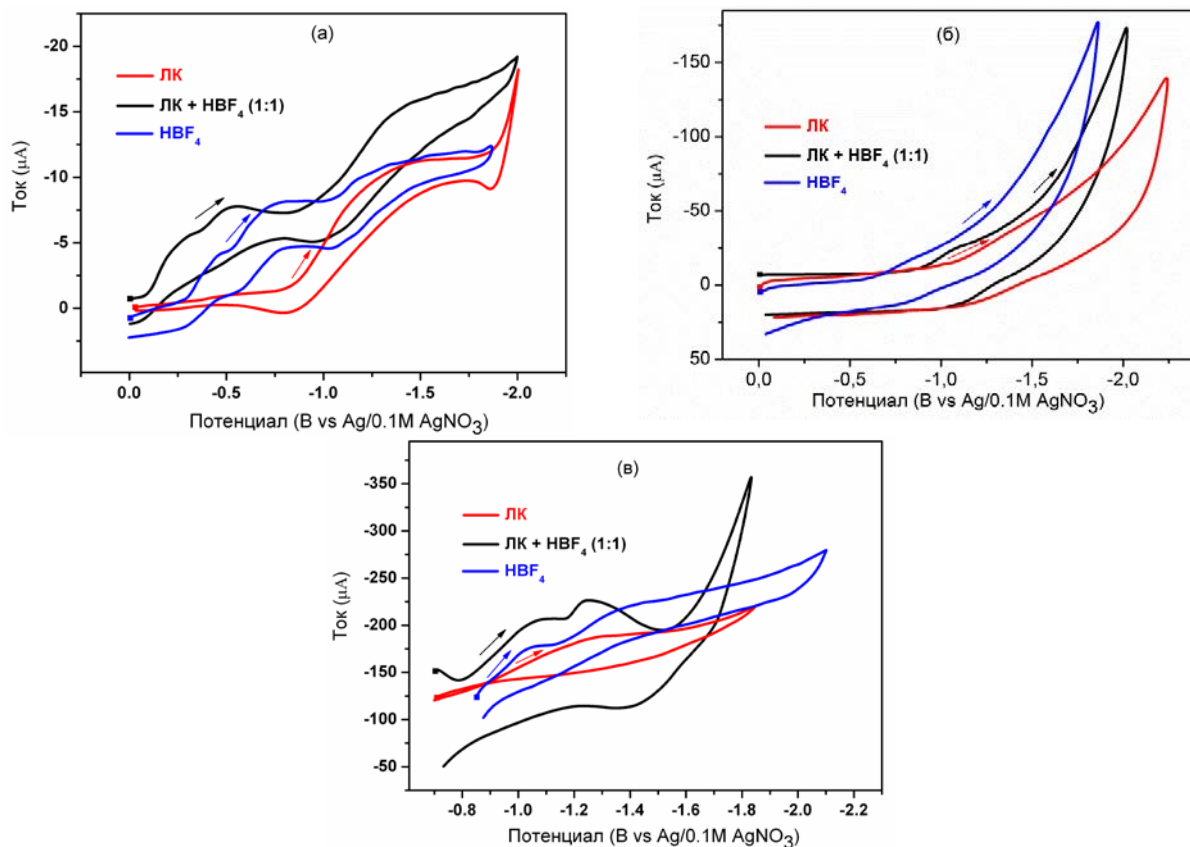 (а)
-20
-15
-10
-5
0
Ток (μA)
ЛК
ЛК + HBF₄ (1:1)
HBF₄
0.0 -0.5 -1.0 -1.5 -2.0
Потенциал (В vs Ag/0.1M AgNO₃)
(б)
-150
-100
-50
0
50
Ток (μA)
ЛК
ЛК + HBF₄ (1:1)
HBF₄
0,0 -0,5 -1,0 -1,5 -2,0
Потенциал (В vs Ag/0.1M AgNO₃)
(в)
-350
-300
-250
-200
-150
-100
-50
Ток (μA)
ЛК
ЛК + HBF₄ (1:1)
HBF₄
-0.8 -1.0 -1.2 -1.4 -1.6 -1.8 -2.0 -2.2
Потенциал (В vs Ag/0.1M AgNO₃)